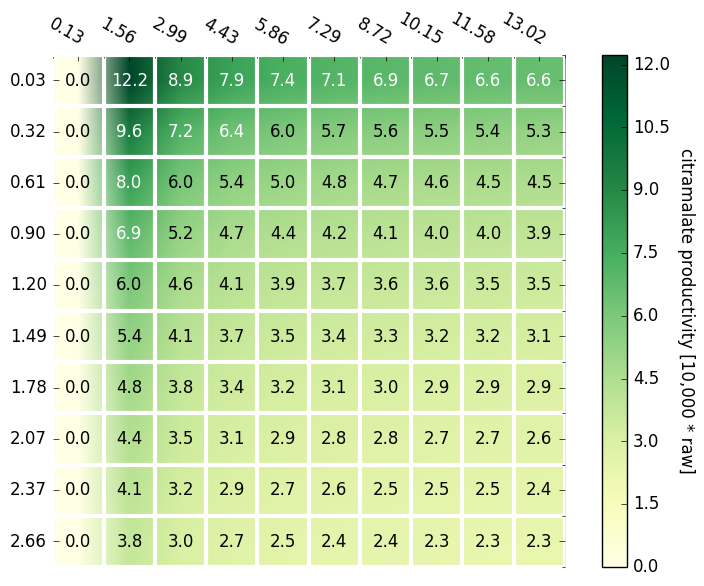 0.13 1.56 2.99 4.43 5.86 7.29 8.72 10.15 11.58 13.02
0.03 0.0 12.2 8.9 7.9 7.4 7.1 6.9 6.7 6.6 6.6
0.32 0.0 9.6 7.2 6.4 6.0 5.7 5.6 5.5 5.4 5.3
0.61 0.0 8.0 6.0 5.4 5.0 4.8 4.7 4.6 4.5 4.5
0.90 0.0 6.9 5.2 4.7 4.4 4.2 4.1 4.0 4.0 3.9
1.20 0.0 6.0 4.6 4.1 3.9 3.7 3.6 3.6 3.5 3.5
1.49 0.0 5.4 4.1 3.7 3.5 3.4 3.3 3.2 3.2 3.1
1.78 0.0 4.8 3.8 3.4 3.2 3.1 3.0 2.9 2.9 2.9
2.07 0.0 4.4 3.5 3.1 2.9 2.8 2.8 2.7 2.7 2.6
2.37 0.0 4.1 3.2 2.9 2.7 2.6 2.5 2.5 2.5 2.4
2.66 0.0 3.8 3.0 2.7 2.5 2.4 2.4 2.3 2.3 2.3
12.0
10.5
9.0
7.5
6.0
4.5
3.0
1.5
0.0
citramalate productivity [10,000 * raw]